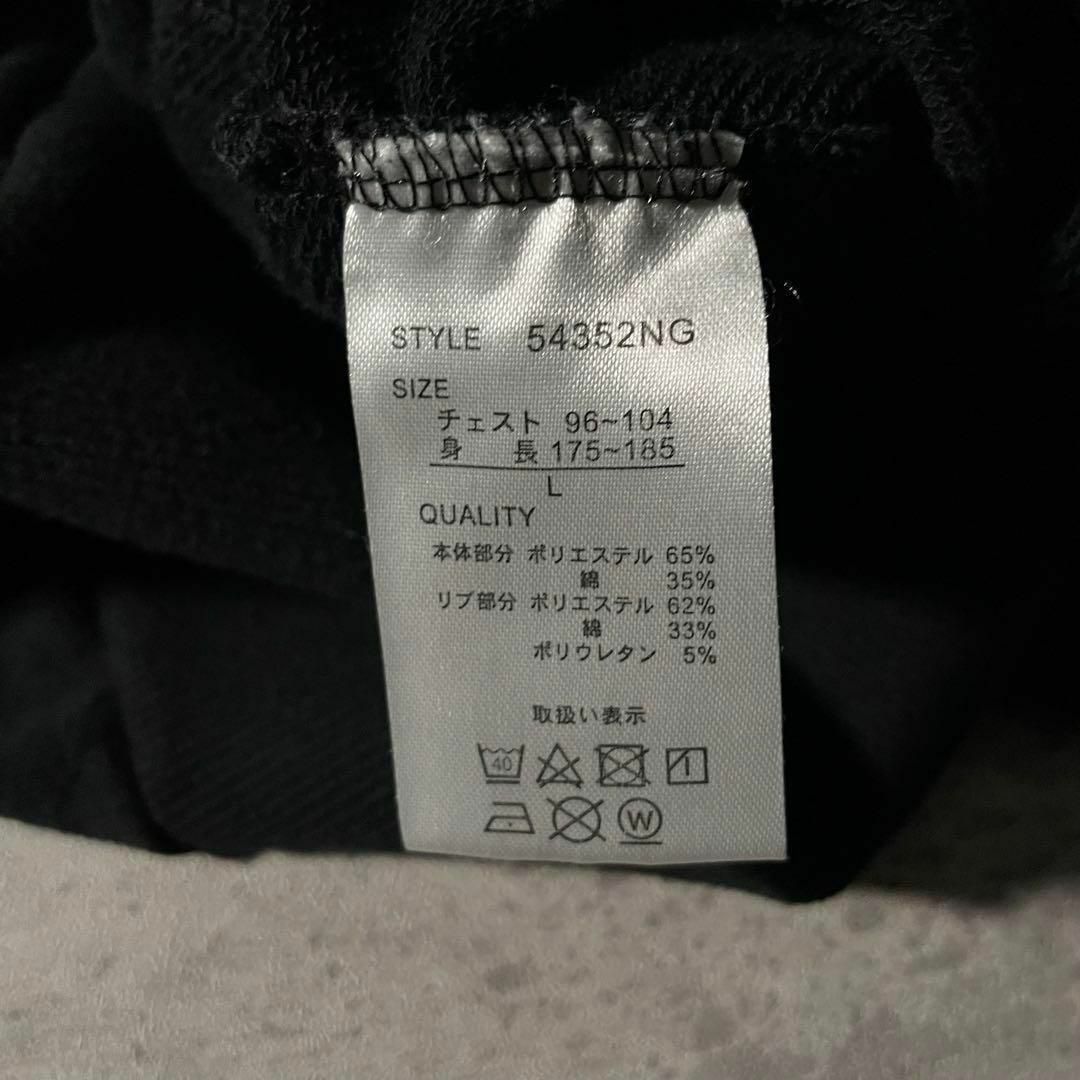 STYLE 54352NG
SIZE
チェスト 96~104
身 長 175~185
L
QUALITY
本体部分 ポリエステル 65%
綿 35%
リブ部分 ポリエステル 62%
綿 33%
ポリウレタン 5%
取扱い表示
40
W